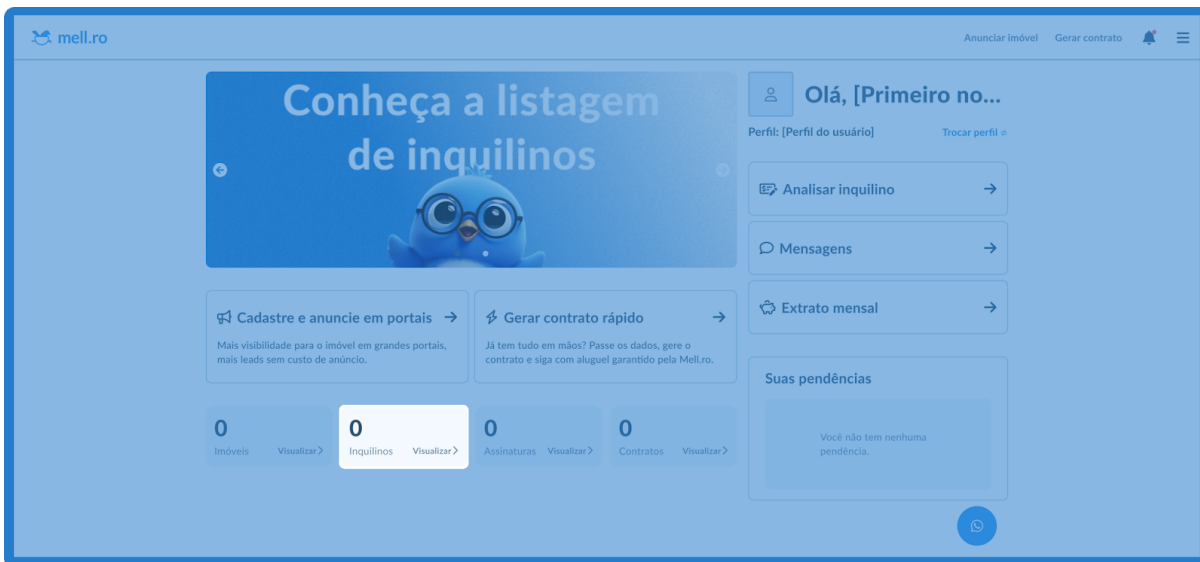 mell.ro
Anunciar imóvel
Gerar contrato
Conheça a listagem
de inquilinos
Olá, [Primeiro no...
Perfil: [Perfil do usuário]
Trocar perfil
Analisar inquilino
Mensagens
Extrato mensal
Cadastre e anuncie em portais
Mais visibilidade para o imóvel em grandes portais,
mais leads sem custo de anúncio.
Gerar contrato rápido
Já tem tudo em mãos? Passe os dados, gere o
contrato e siga com aluguel garantido pela Mell.ro.
0
Imóveis
Visualizar
0
Inquilinos
Visualizar
0
Assinaturas
Visualizar
0
Contratos
Visualizar
Suas pendências
Você não tem nenhuma
pendência.